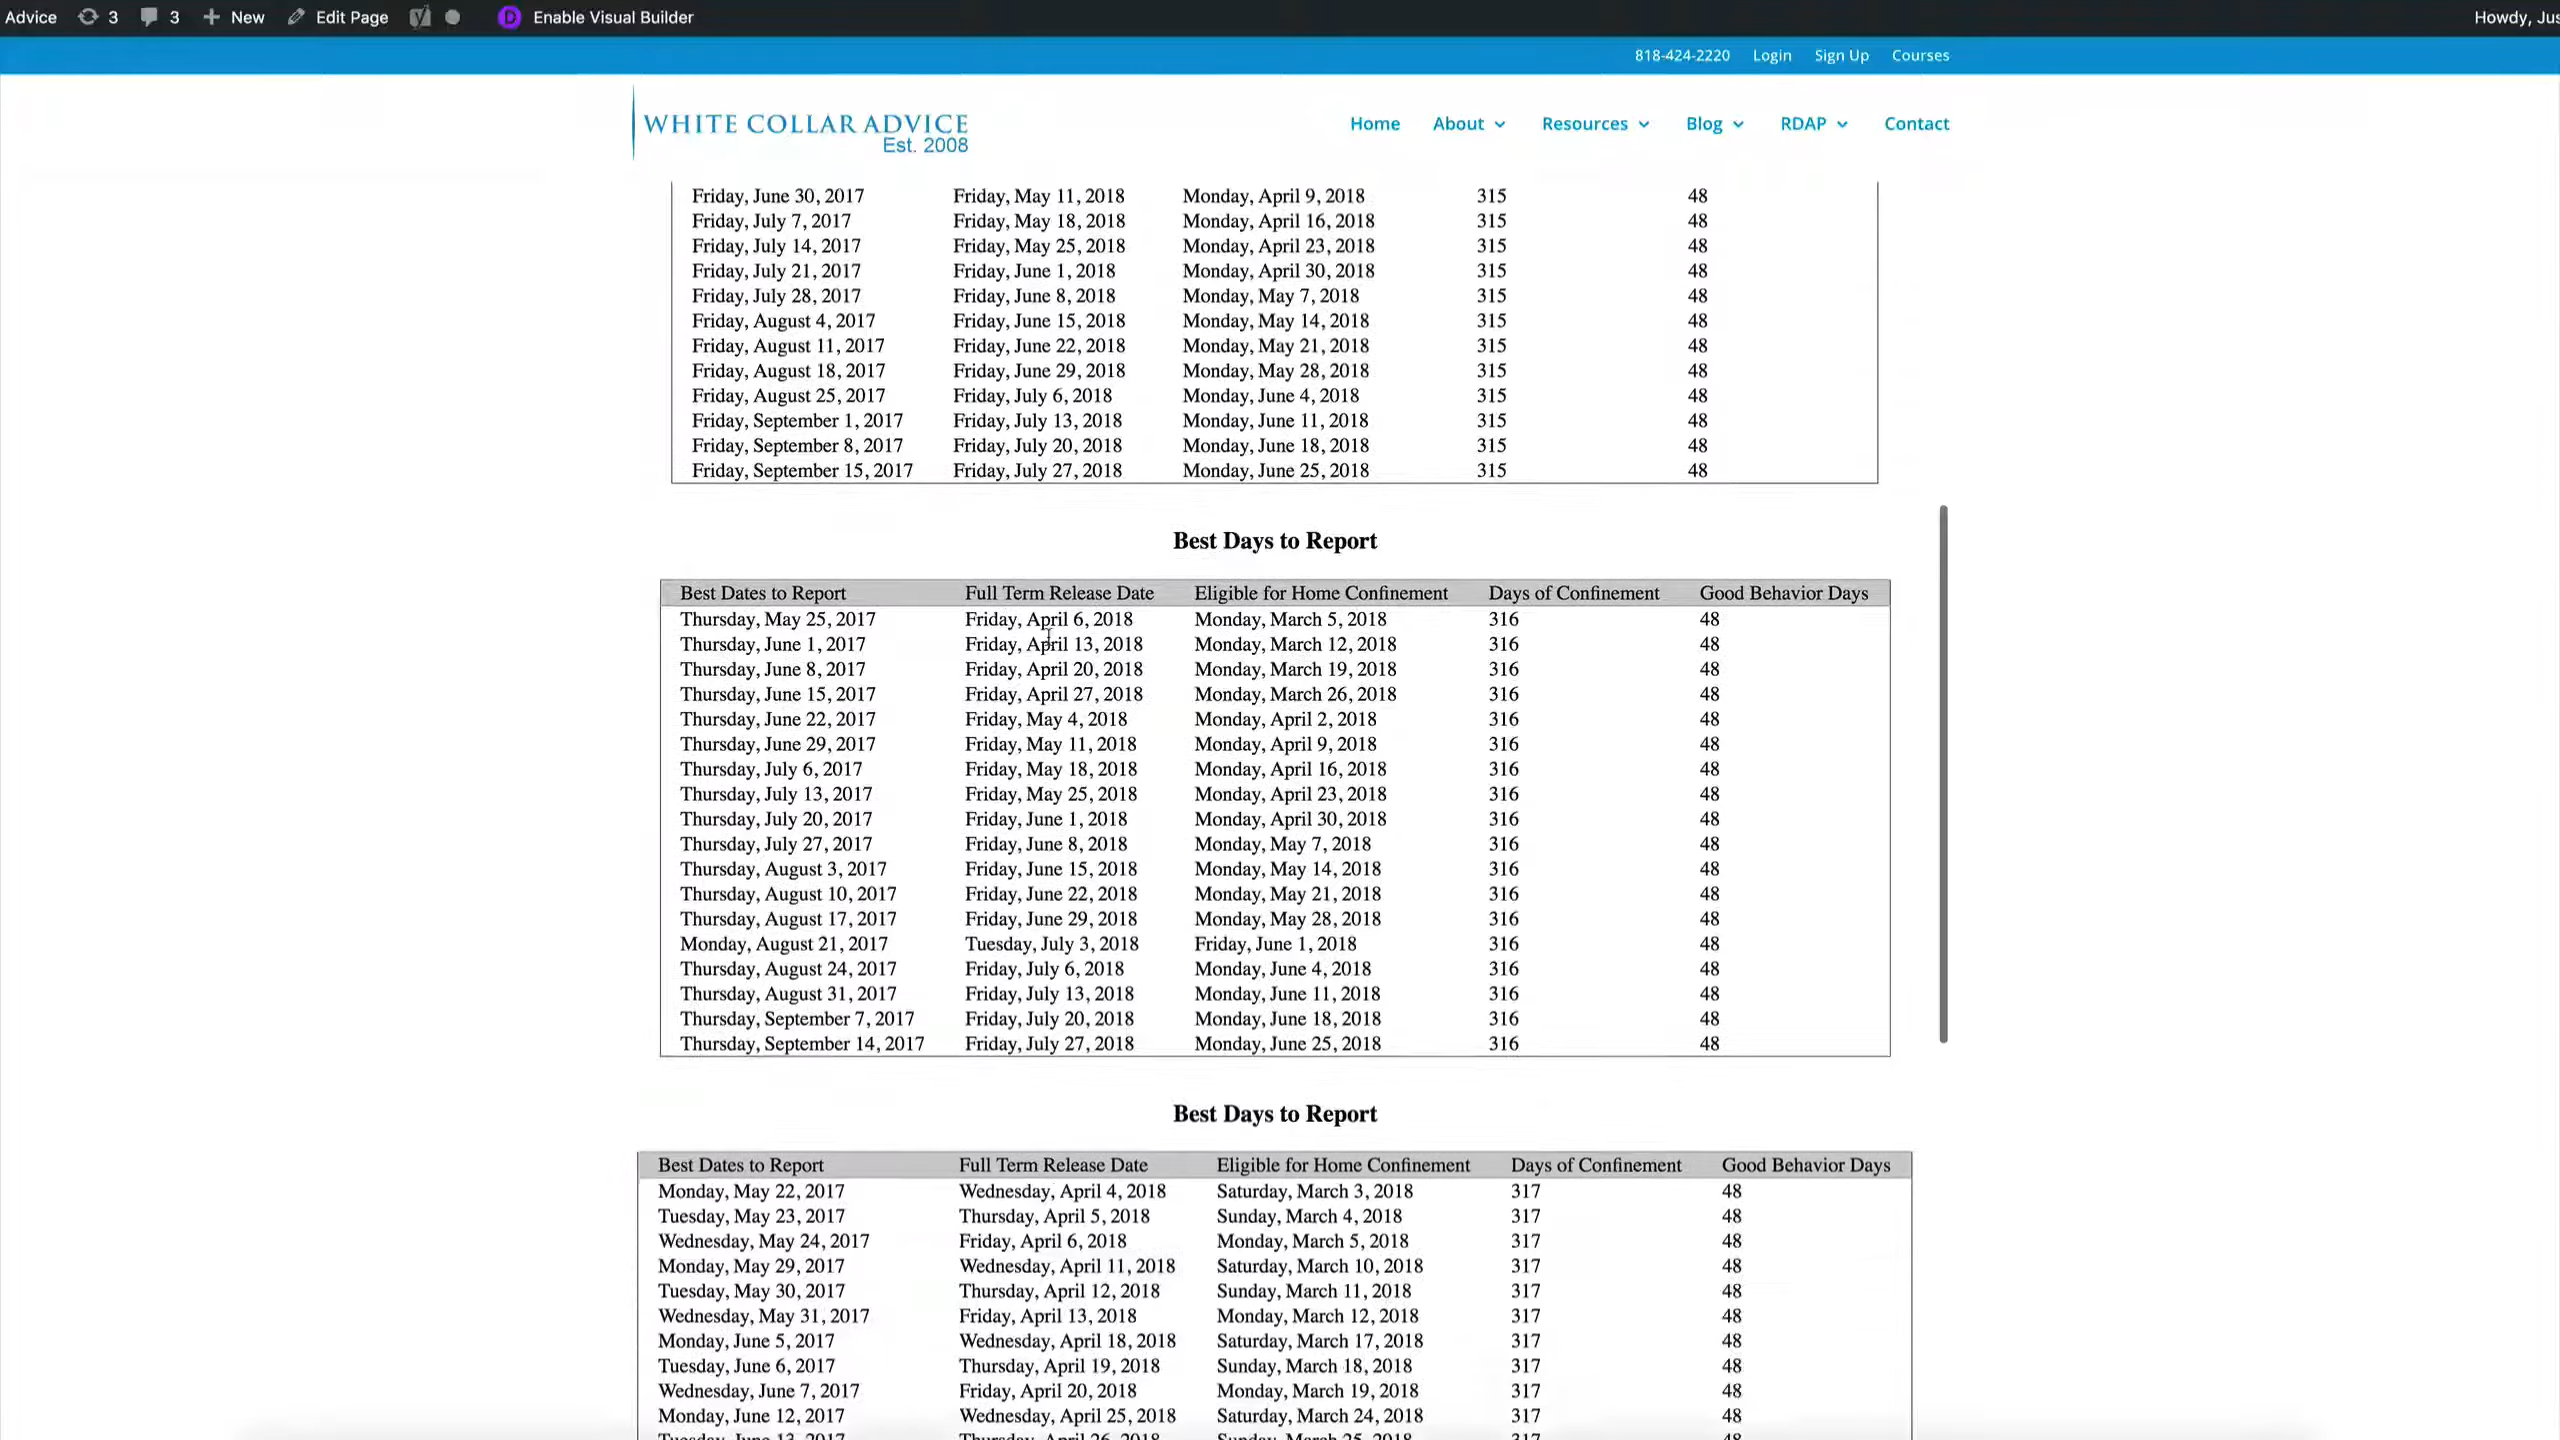 Advice 3 3 New Edit Page Enable Visual Builder Howdy, Jus
818-424-2220 Login Sign Up Courses
WHITE COLLAR ADVICE
Est. 2008
Home About Resources Blog RDAP Contact
Friday, June 30, 2017 Friday, May 11, 2018 Monday, April 9, 2018 315 48
Friday, July 7, 2017 Friday, May 18, 2018 Monday, April 16, 2018 315 48
Friday, July 14, 2017 Friday, May 25, 2018 Monday, April 23, 2018 315 48
Friday, July 21, 2017 Friday, June 1, 2018 Monday, April 30, 2018 315 48
Friday, July 28, 2017 Friday, June 8, 2018 Monday, May 7, 2018 315 48
Friday, August 4, 2017 Friday, June 15, 2018 Monday, May 14, 2018 315 48
Friday, August 11, 2017 Friday, June 22, 2018 Monday, May 21, 2018 315 48
Friday, August 18, 2017 Friday, June 29, 2018 Monday, May 28, 2018 315 48
Friday, August 25, 2017 Friday, July 6, 2018 Monday, June 4, 2018 315 48
Friday, September 1, 2017 Friday, July 13, 2018 Monday, June 11, 2018 315 48
Friday, September 8, 2017 Friday, July 20, 2018 Monday, June 18, 2018 315 48
Friday, September 15, 2017 Friday, July 27, 2018 Monday, June 25, 2018 315 48
Best Days to Report
Best Dates to Report Full Term Release Date Eligible for Home Confinement Days of Confinement Good Behavior Days
Thursday, May 25, 2017 Friday, April 6, 2018 Monday, March 5, 2018 316 48
Thursday, June 1, 2017 Friday, April 13, 2018 Monday, March 12, 2018 316 48
Thursday, June 8, 2017 Friday, April 20, 2018 Monday, March 19, 2018 316 48
Thursday, June 15, 2017 Friday, April 27, 2018 Monday, March 26, 2018 316 48
Thursday, June 22, 2017 Friday, May 4, 2018 Monday, April 2, 2018 316 48
Thursday, June 29, 2017 Friday, May 11, 2018 Monday, April 9, 2018 316 48
Thursday, July 6, 2017 Friday, May 18, 2018 Monday, April 16, 2018 316 48
Thursday, July 13, 2017 Friday, May 25, 2018 Monday, April 23, 2018 316 48
Thursday, July 20, 2017 Friday, June 1, 2018 Monday, April 30, 2018 316 48
Thursday, July 27, 2017 Friday, June 8, 2018 Monday, May 7, 2018 316 48
Thursday, August 3, 2017 Friday, June 15, 2018 Monday, May 14, 2018 316 48
Thursday, August 10, 2017 Friday, June 22, 2018 Monday, May 21, 2018 316 48
Thursday, August 17, 2017 Friday, June 29, 2018 Monday, May 28, 2018 316 48
Monday, August 21, 2017 Tuesday, July 3, 2018 Friday, June 1, 2018 316 48
Thursday, August 24, 2017 Friday, July 6, 2018 Monday, June 4, 2018 316 48
Thursday, August 31, 2017 Friday, July 13, 2018 Monday, June 11, 2018 316 48
Thursday, September 7, 2017 Friday, July 20, 2018 Monday, June 18, 2018 316 48
Thursday, September 14, 2017 Friday, July 27, 2018 Monday, June 25, 2018 316 48
Best Days to Report
Best Dates to Report Full Term Release Date Eligible for Home Confinement Days of Confinement Good Behavior Days
Monday, May 22, 2017 Wednesday, April 4, 2018 Saturday, March 3, 2018 317 48
Tuesday, May 23, 2017 Thursday, April 5, 2018 Sunday, March 4, 2018 317 48
Wednesday, May 24, 2017 Friday, April 6, 2018 Monday, March 5, 2018 317 48
Monday, May 29, 2017 Wednesday, April 11, 2018 Saturday, March 10, 2018 317 48
Tuesday, May 30, 2017 Thursday, April 12, 2018 Sunday, March 11, 2018 317 48
Wednesday, May 31, 2017 Friday, April 13, 2018 Monday, March 12, 2018 317 48
Monday, June 5, 2017 Wednesday, April 18, 2018 Saturday, March 17, 2018 317 48
Tuesday, June 6, 2017 Thursday, April 19, 2018 Sunday, March 18, 2018 317 48
Wednesday, June 7, 2017 Friday, April 20, 2018 Monday, March 19, 2018 317 48
Monday, June 12, 2017 Wednesday, April 25, 2018 Saturday, March 24, 2018 317 48